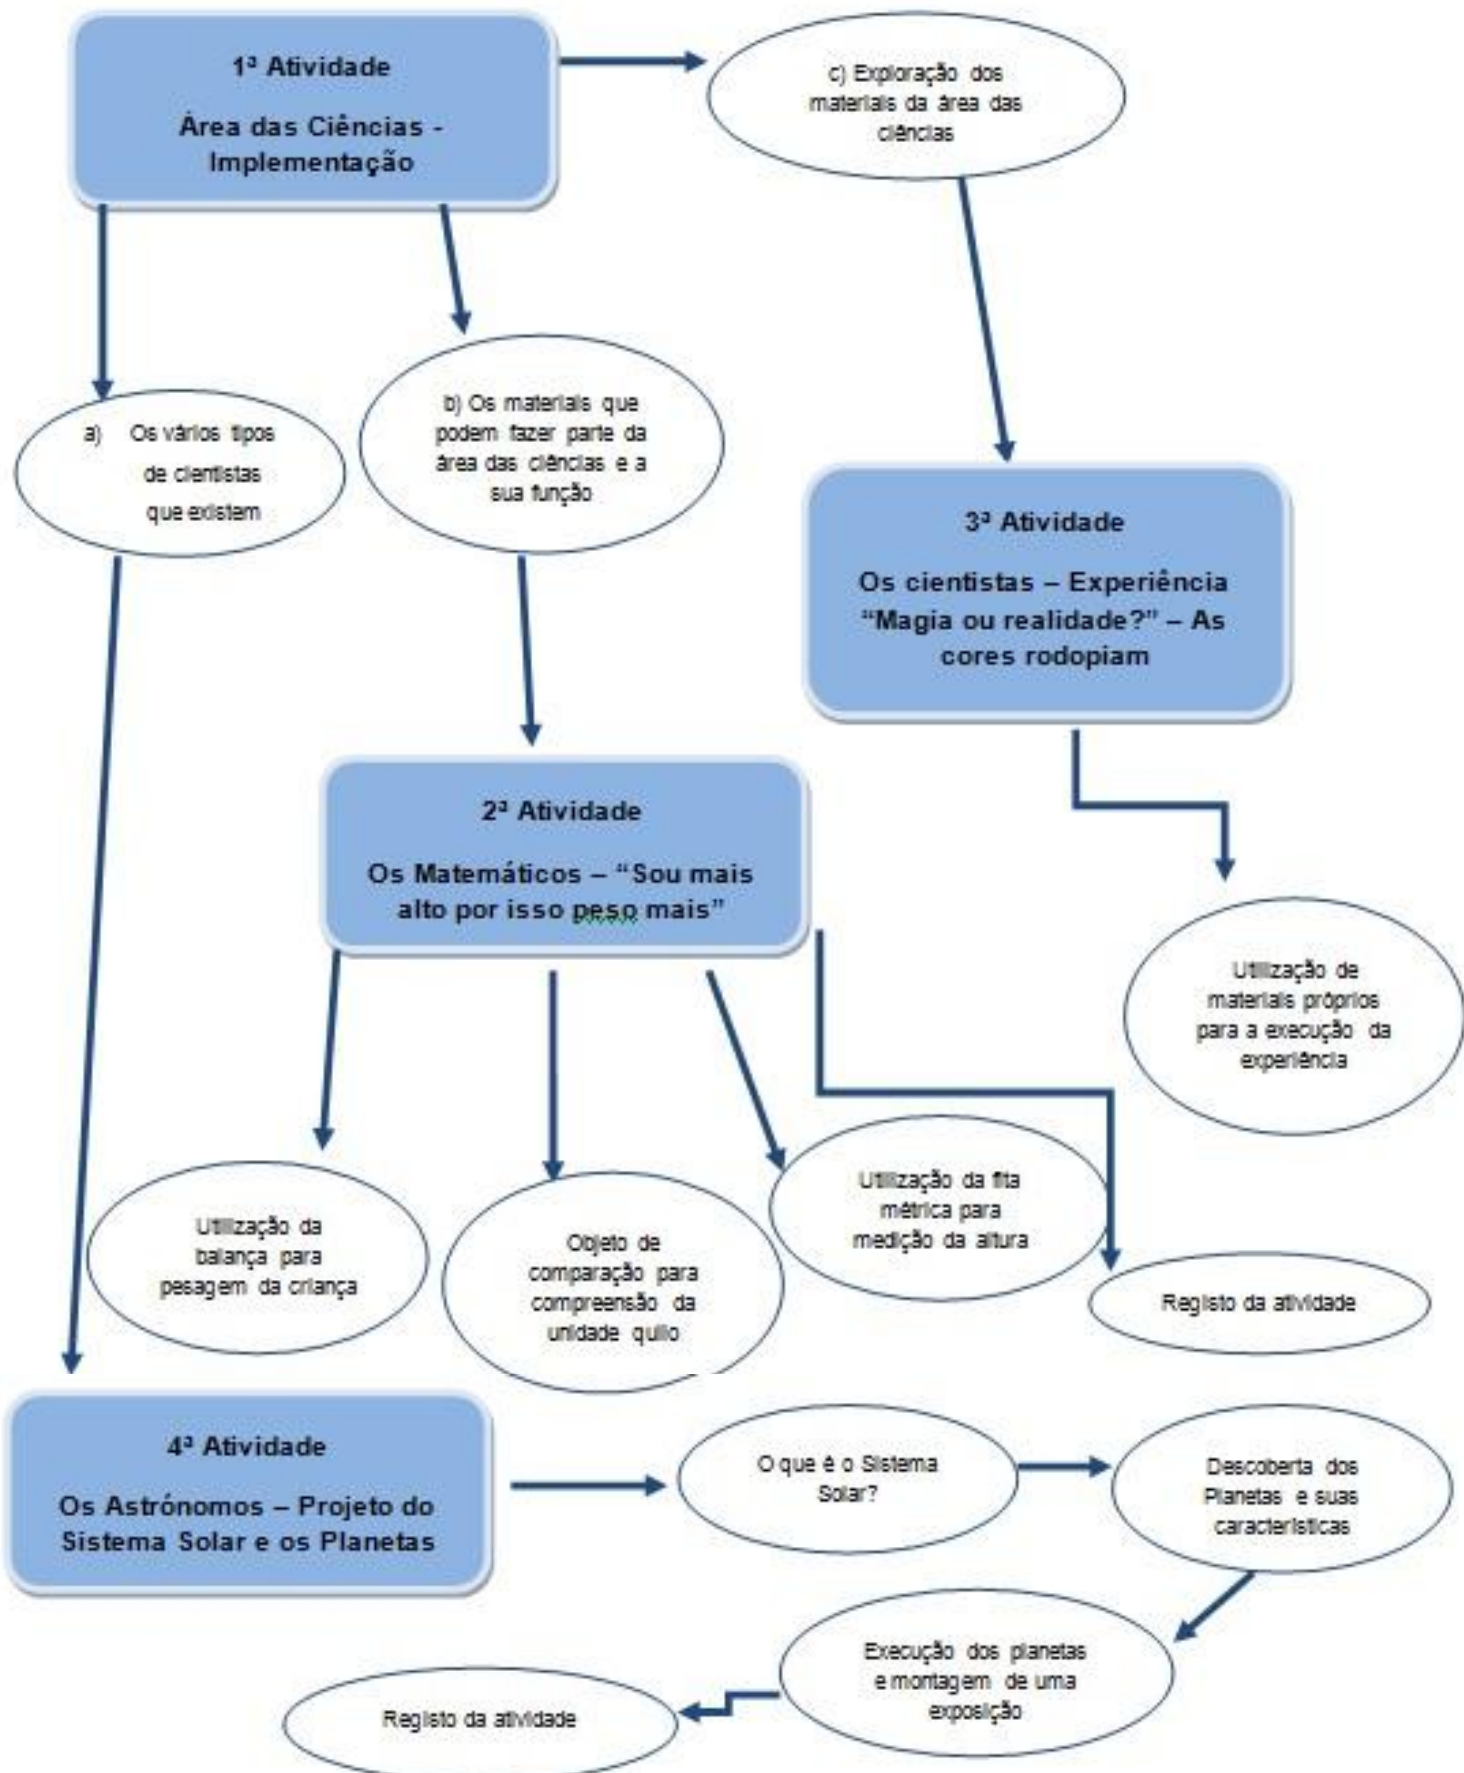 1ª Atividade
Área das Ciências -
Implementação
c) Exploração dos
materiais da área das
ciências
a) Os vários tipos
de cientistas
que existem
b) Os materiais que
podem fazer parte da
área das ciências e a
sua função
3ª Atividade
Os cientistas – Experiência
“Magia ou realidade?” – As
cores rodopiam
2ª Atividade
Os Matemáticos – “Sou mais
alto por isso peso mais”
Utilização de
materiais próprios
para a execução da
experiência
Utilização da
balança para
pesagem da criança
Objeto de
comparação para
compreensão da
unidade quilo
Utilização da fita
métrica para
medição da altura
Registo da atividade
4ª Atividade
Os Astrónomos – Projeto do
Sistema Solar e os Planetas
O que é o Sistema
Solar?
Descoberta dos
Planetas e suas
características
Execução dos planetas
e montagem de uma
exposição
Registo da atividade